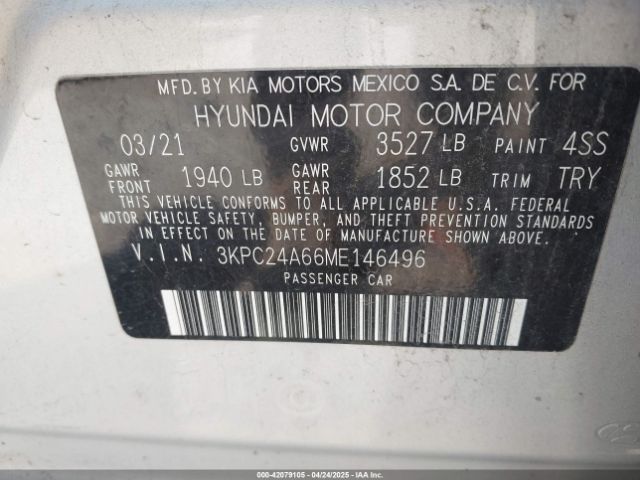 MFD. BY KIA MOTORS MEXICO S.A. DE C.V. FOR
HYUNDAI MOTOR COMPANY
03/21 GVWR 3527 LB PAINT 4SS
GAWR FRONT 1940 LB GAWR REAR 1852 LB TRIM TRY
THIS VEHICLE CONFORMS TO ALL APPLICABLE U.S.A. FEDERAL
MOTOR VEHICLE SAFETY, BUMPER, AND THEFT PREVENTION STANDARDS
IN EFFECT ON THE DATE OF MANUFACTURE SHOWN ABOVE.
V.I.N. 3KPC24A66ME146496
PASSENGER CAR
000-42079105 - 04/24/2025 - IAAI.COM